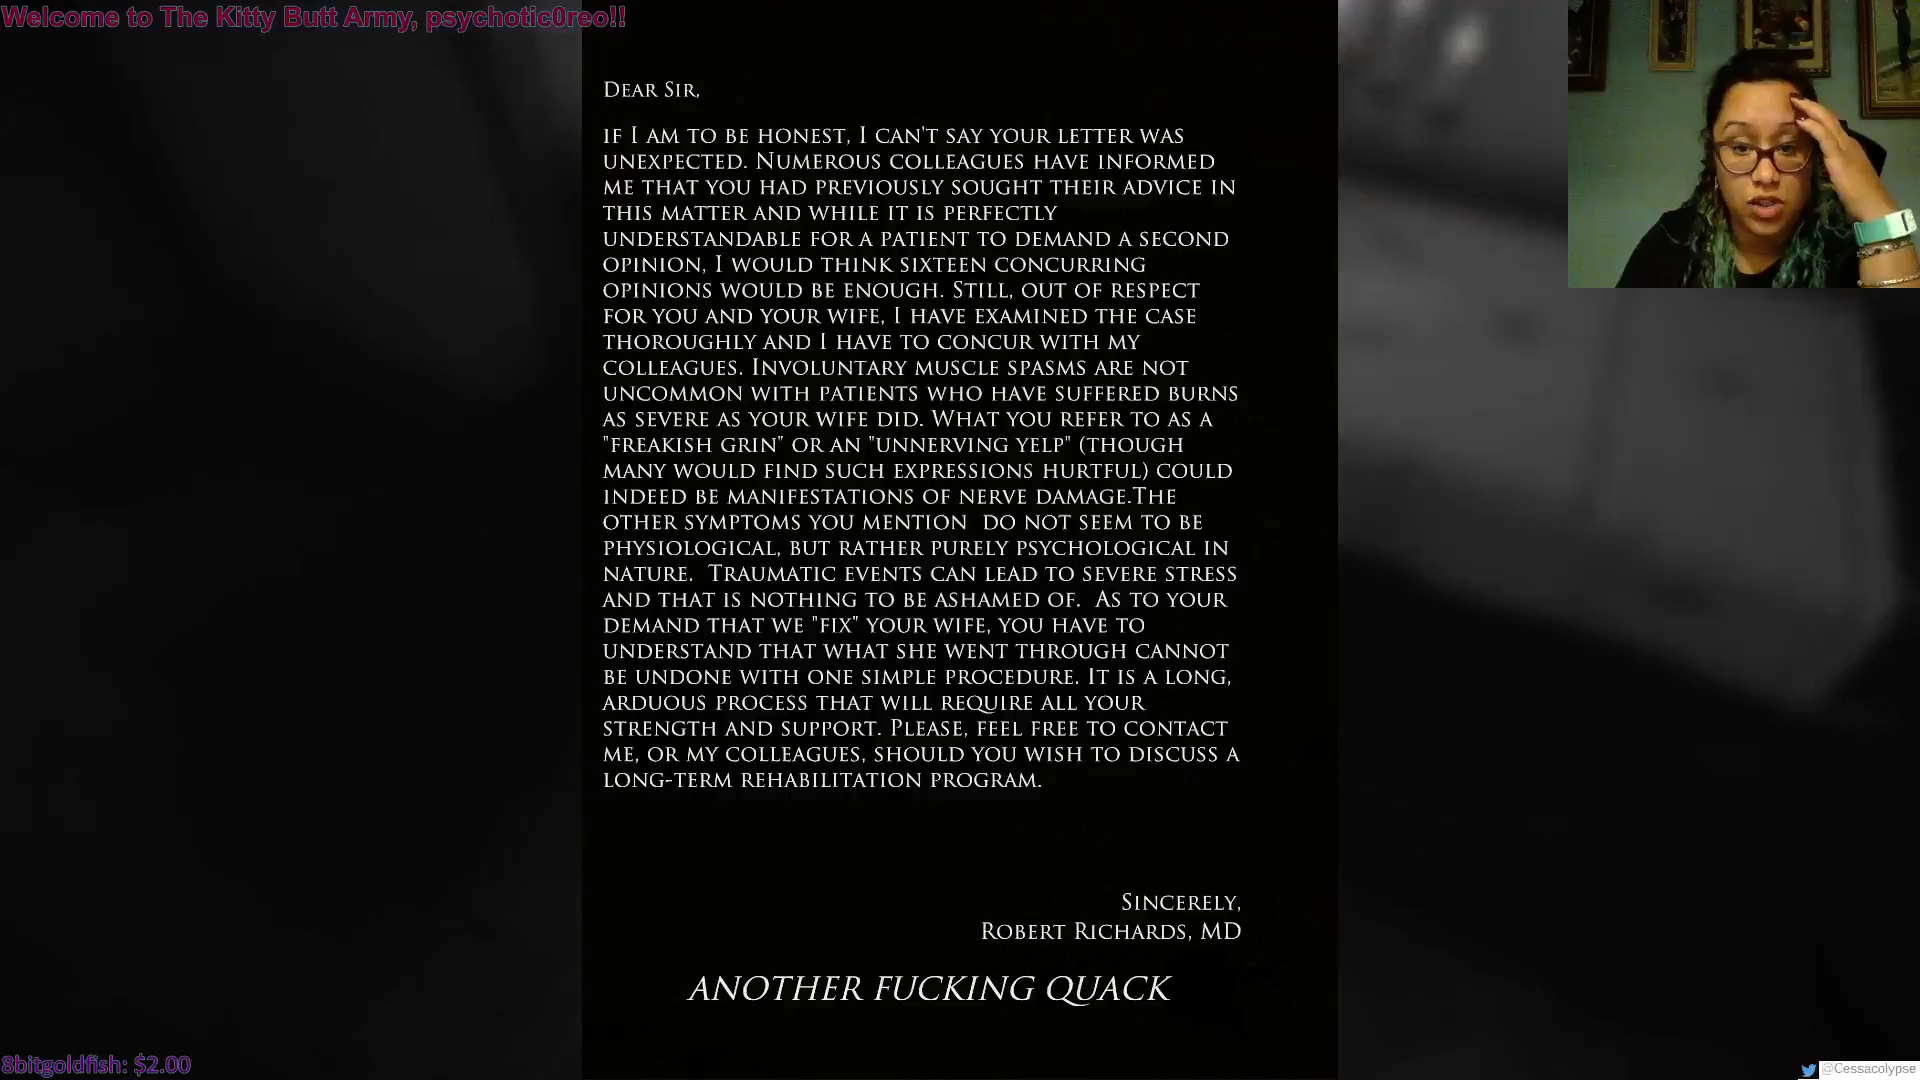 Welcome to The Kitty Butt Army, psychotic0reo!!
Dear Sir,
if I am to be honest, I can't say your letter was
unexpected. Numerous colleagues have informed
me that you had previously sought their advice in
this matter and while it is perfectly
understandable for a patient to demand a second
opinion, I would think sixteen concurring
opinions would be enough. Still, out of respect
for you and your wife, I have examined the case
thoroughly and I have to concur with my
colleagues. Involuntary muscle spasms are not
uncommon with patients who have suffered burns
as severe as your wife did. What you refer to as a
"freakish grin" or an "unnerving yelp" (though
many would find such expressions hurtful) could
indeed be manifestations of nerve damage.The
other symptoms you mention  do not seem to be
physiological, but rather purely psychological in
nature.  Traumatic events can lead to severe stress
and that is nothing to be ashamed of.  As to your
demand that we "fix" your wife, you have to
understand that what she went through cannot
be undone with one simple procedure. It is a long,
arduous process that will require all your
strength and support. Please, feel free to contact
me, or my colleagues, should you wish to discuss a
long-term rehabilitation program.
Sincerely,
Robert Richards, MD
ANOTHER FUCKING QUACK
8bitgoldfish: $2.00
@Cessacolypse